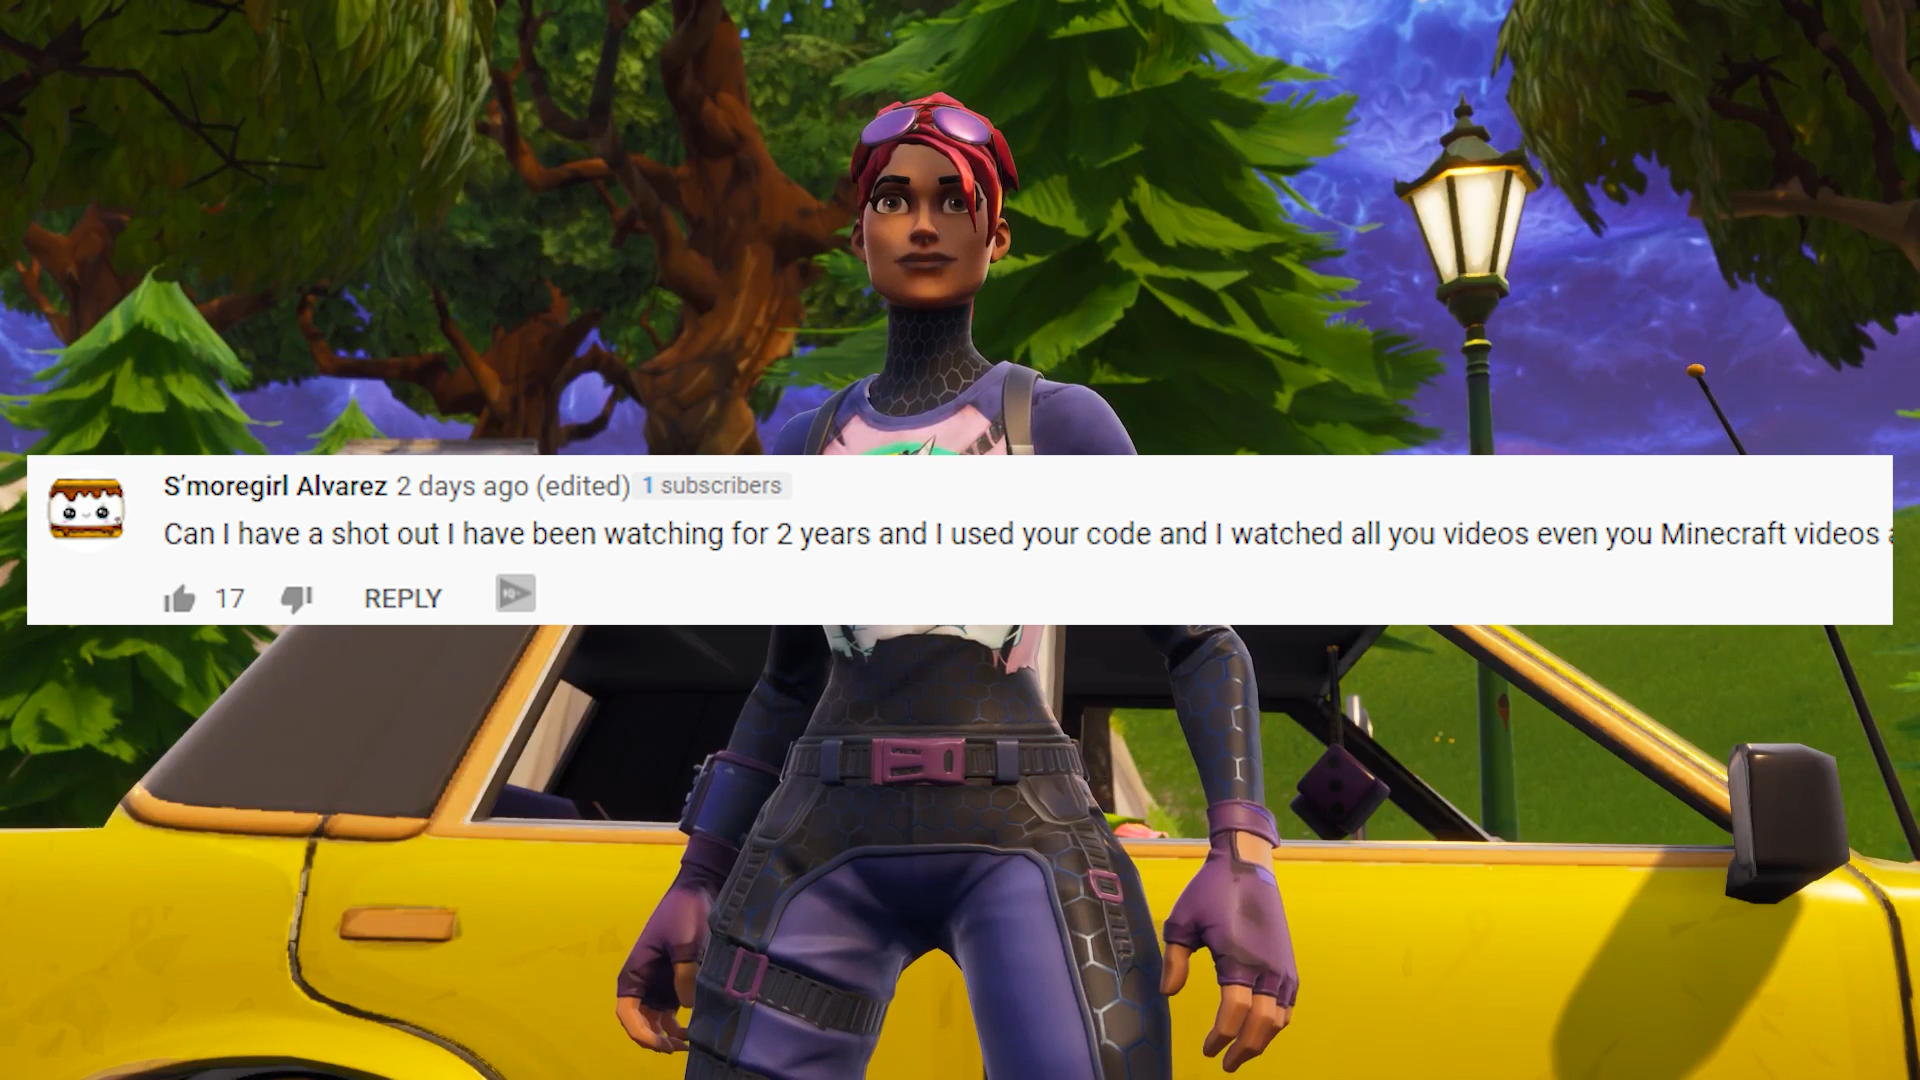 S'moregirl Alvarez 2 days ago (edited) 1 subscribers
Can I have a shot out I have been watching for 2 years and I used your code and I watched all you videos even you Minecraft videos
17 REPLY